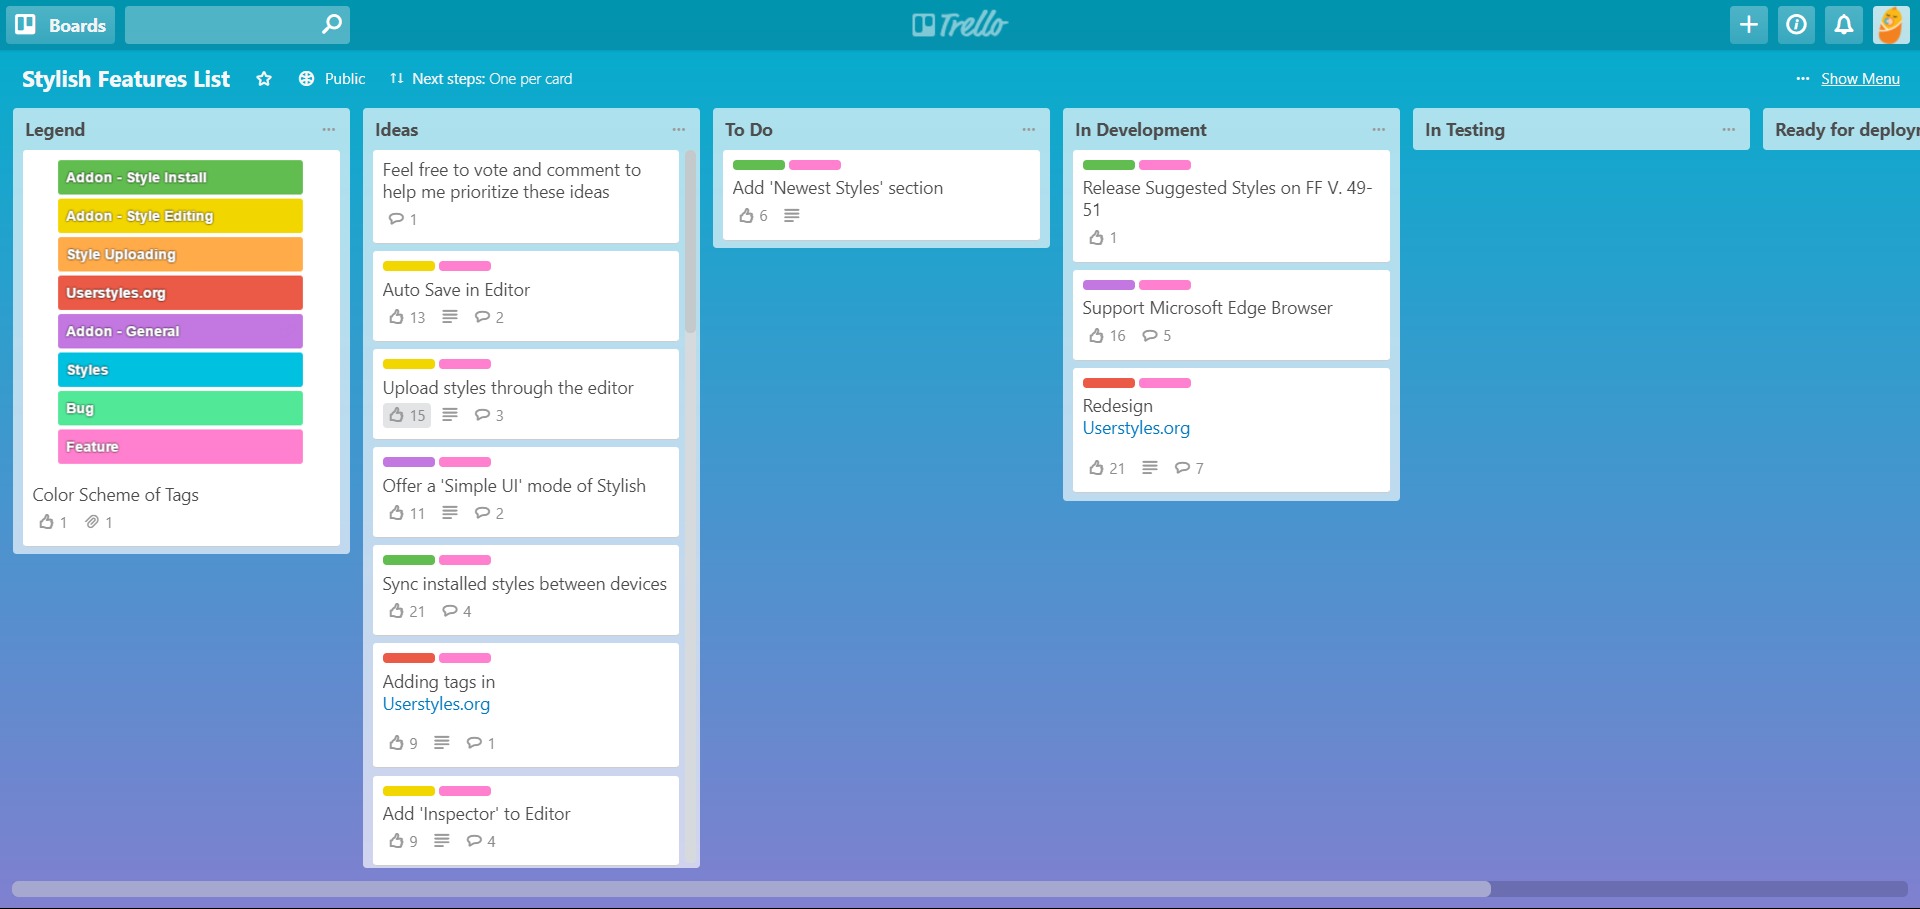 Boards
Trello
Stylish Features List
Public
Next steps: One per card
Show Menu
Legend
Addon - Style Install
Addon - Style Editing
Style Uploading
Userstyles.org
Addon - General
Styles
Bug
Feature
Color Scheme of Tags
1 1
Ideas
Feel free to vote and comment to
help me prioritize these ideas
1
Auto Save in Editor
13 2
Upload styles through the editor
15 3
Offer a 'Simple UI' mode of Stylish
11 2
Sync installed styles between devices
21 4
Adding tags in
Userstyles.org
9 1
Add 'Inspector' to Editor
9 4
To Do
Add 'Newest Styles' section
6
In Development
Release Suggested Styles on FF V. 49-
51
1
Support Microsoft Edge Browser
16 5
Redesign
Userstyles.org
21 7
In Testing
Ready for deployr